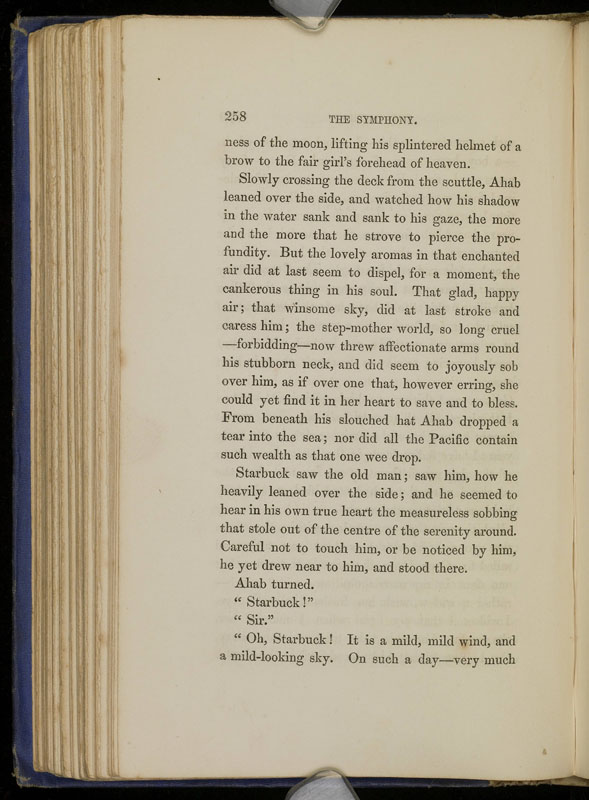 258 THE SYMPHONY.
ness of the moon, lifting his splintered helmet of a
brow to the fair girl's forehead of heaven.
Slowly crossing the deck from the scuttle, Ahab
leaned over the side, and watched how his shadow
in the water sank and sank to his gaze, the more
and the more that he strove to pierce the pro-
fundity. But the lovely aromas in that enchanted
air did at last seem to dispel, for a moment, the
cankerous thing in his soul. That glad, happy
air; that winsome sky, did at last stroke and
caress him; the step-mother world, so long cruel
—forbidding—now threw affectionate arms round
his stubborn neck, and did seem to joyously sob
over him, as if over one that, however erring, she
could yet find it in her heart to save and to bless.
From beneath his slouched hat Ahab dropped a
tear into the sea; nor did all the Pacific contain
such wealth as that one wee drop.
Starbuck saw the old man; saw him, how he
heavily leaned over the side; and he seemed to
hear in his own true heart the measureless sobbing
that stole out of the centre of the serenity around.
Careful not to touch him, or be noticed by him,
he yet drew near to him, and stood there.
Ahab turned.
“ Starbuck!”
“ Sir.”
“ Oh, Starbuck! It is a mild, mild wind, and
a mild-looking sky. On such a day—very much